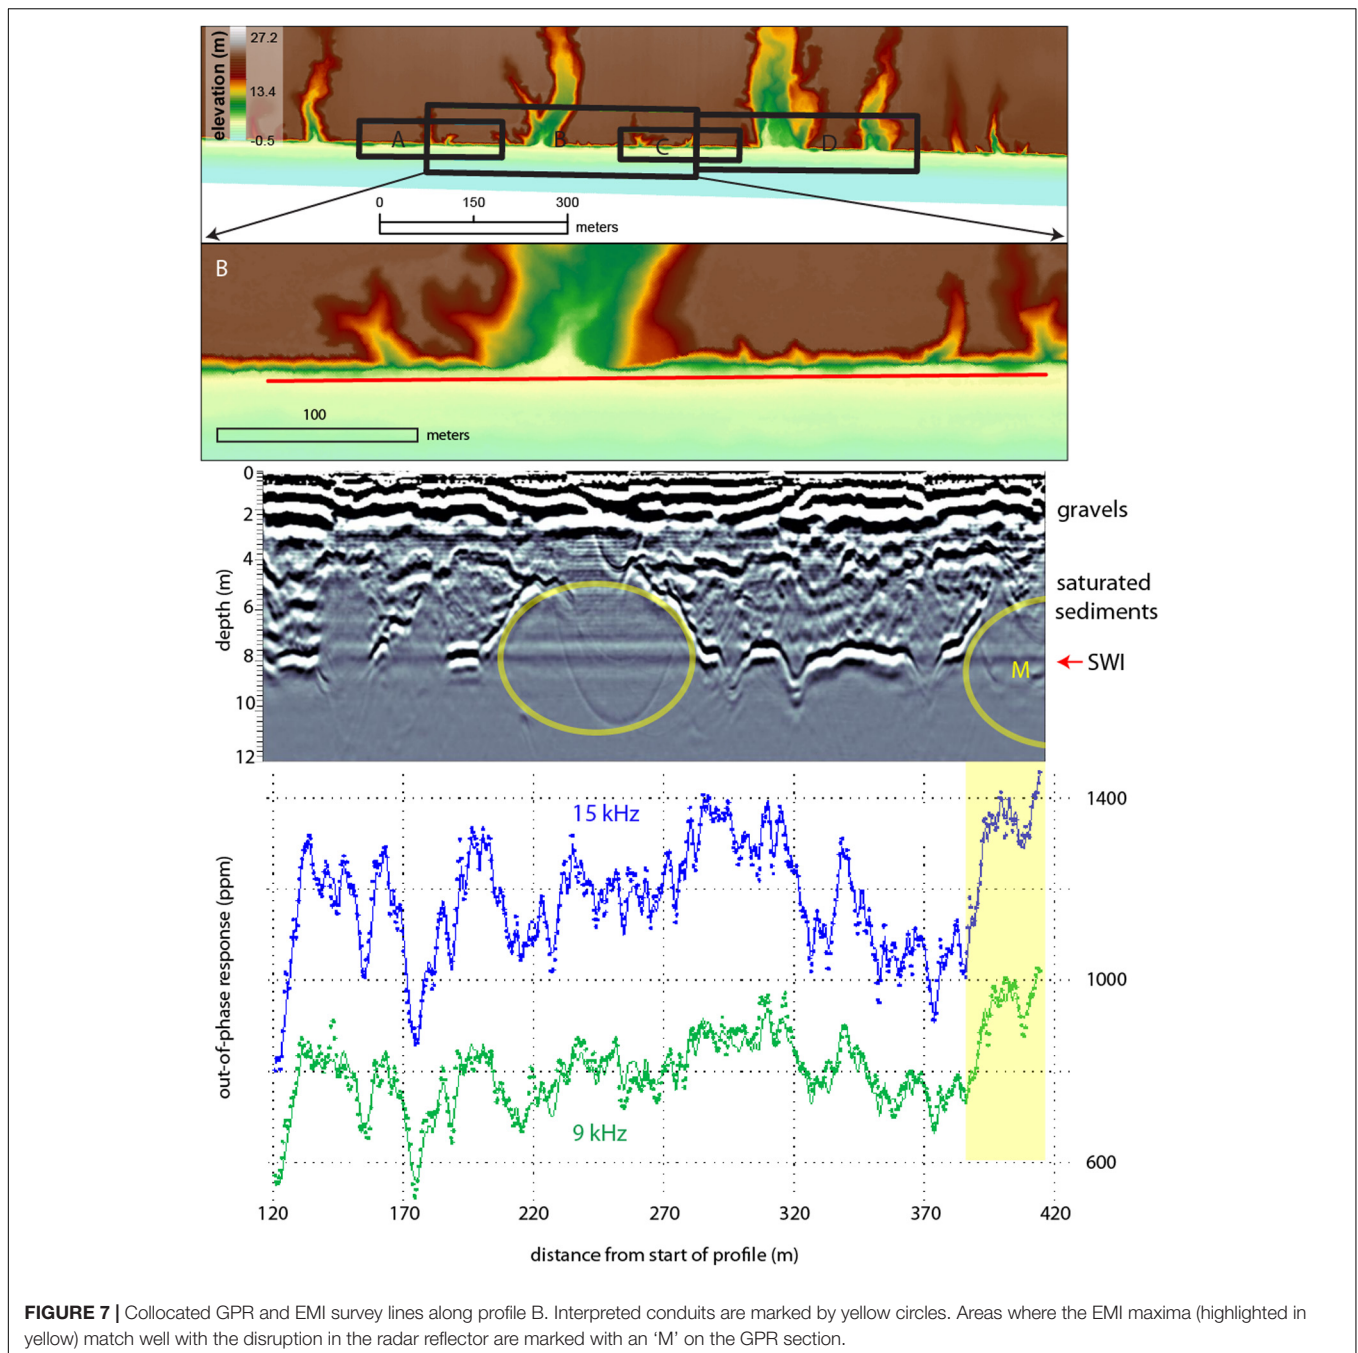 elevation (m)
27.2
13.4
-0.5
A
B
C
D
0 150 300
meters
B
100
meters
0
2
4
6
8
10
12
depth (m)
gravels
saturated
sediments
SWI
M
15 kHz
9 kHz
1400
1000
600
out-of-phase response (ppm)
120 170 220 270 320 370 420
distance from start of profile (m)
FIGURE 7 | Collocated GPR and EMI survey lines along profile B. Interpreted conduits are marked by yellow circles. Areas where the EMI maxima (highlighted in
yellow) match well with the disruption in the radar reflector are marked with an ‘M’ on the GPR section.